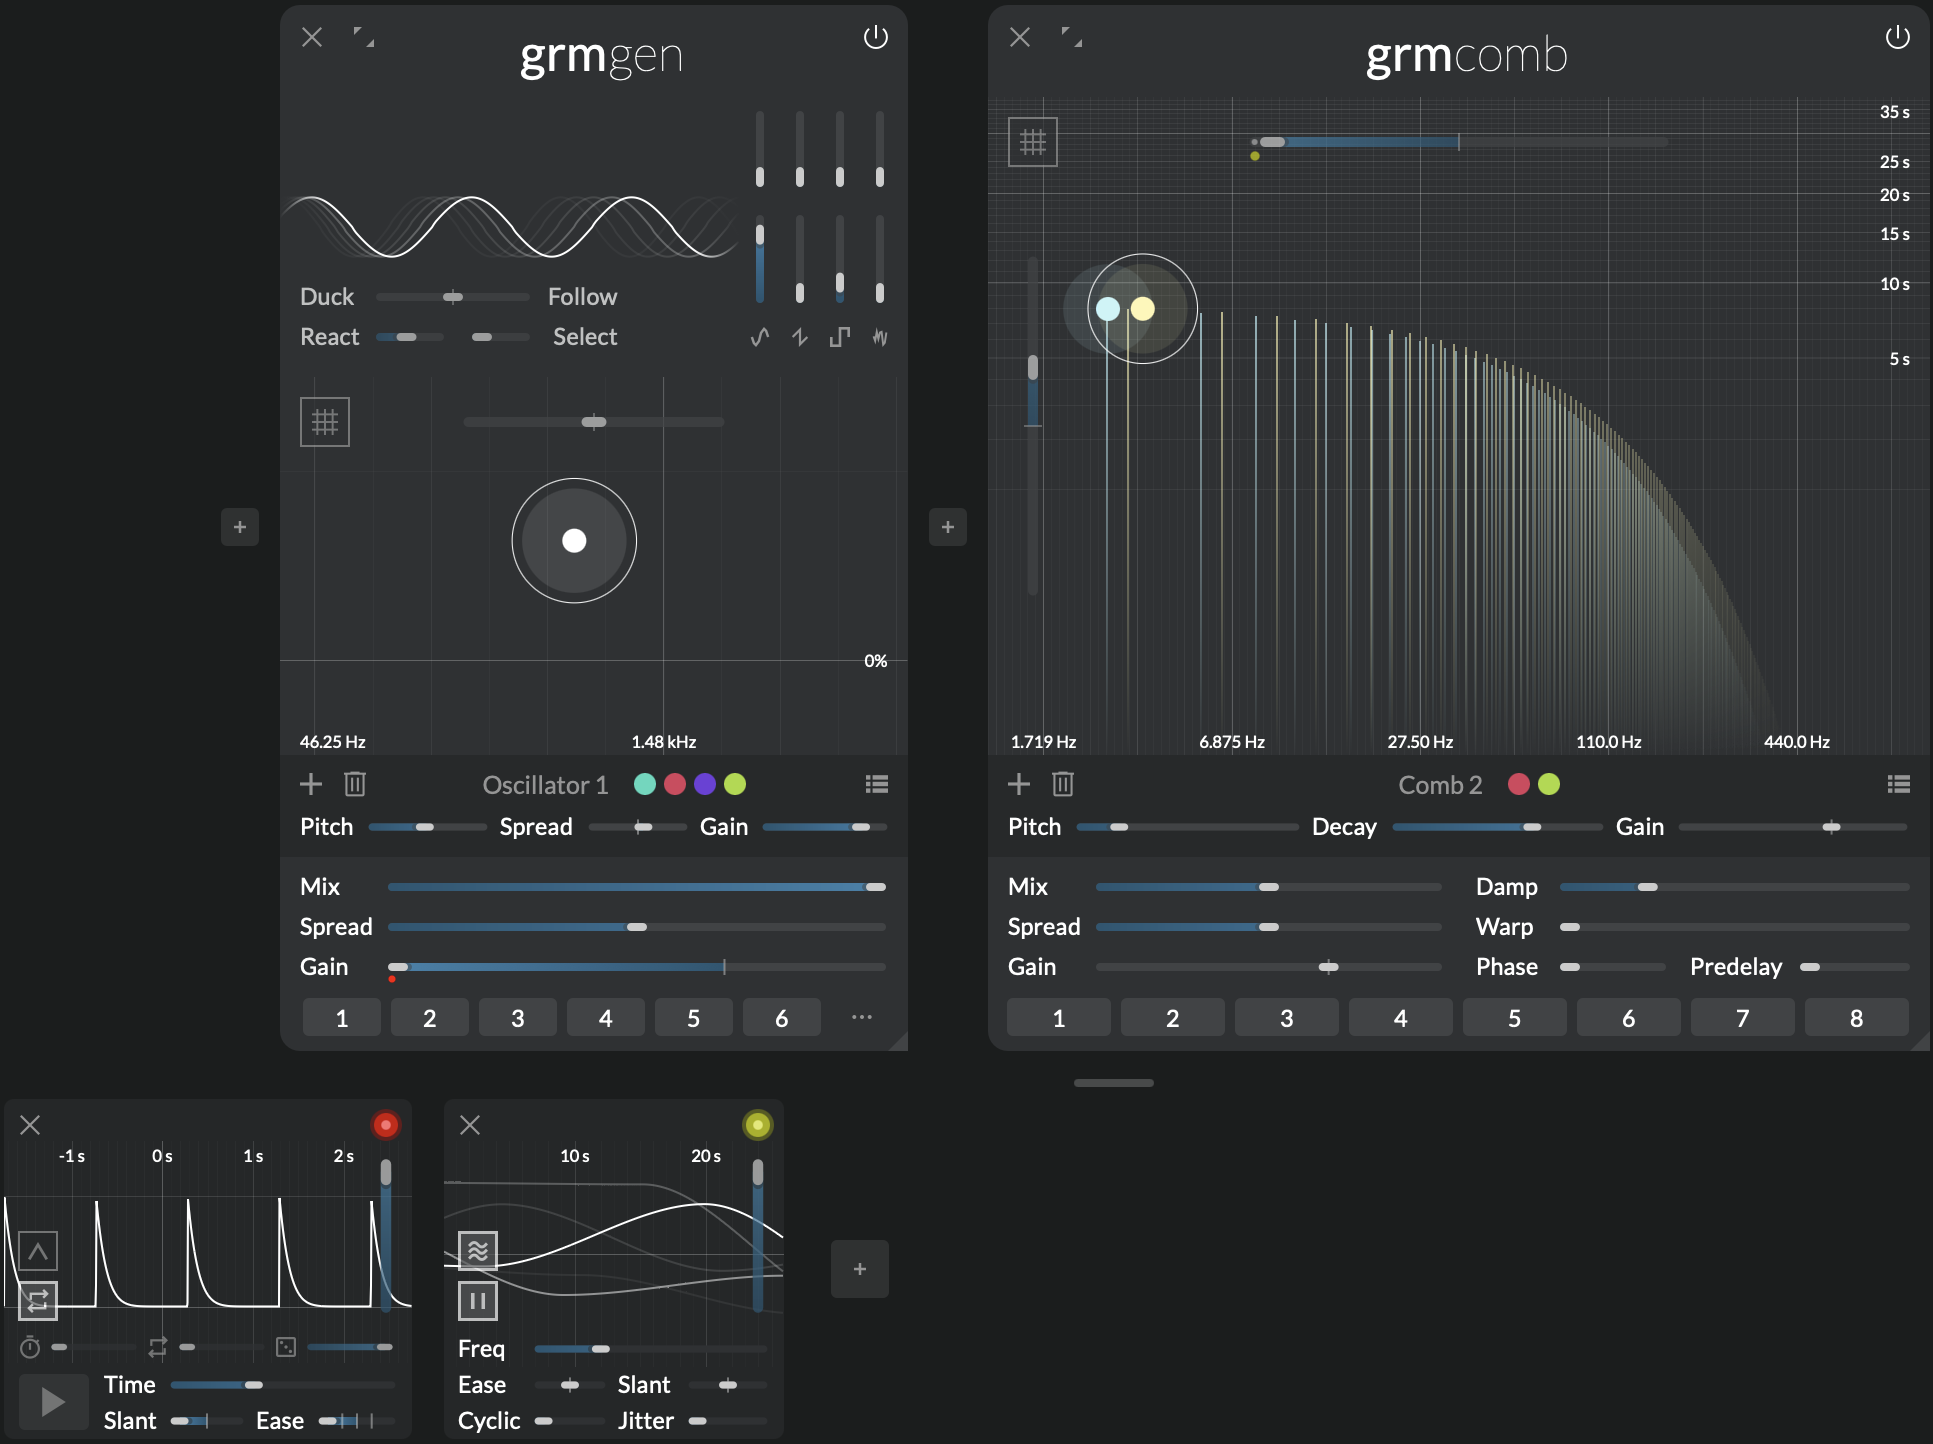 grmgen
Duck Follow
React Select
0%
46.25 Hz 1.48 kHz
Oscillator 1
Pitch Spread Gain
Mix
Spread
Gain
1 2 3 4 5 6 ...
grmcomb
35 s
25 s
20 s
15 s
10 s
5 s
1.719 Hz 6.875 Hz 27.50 Hz 110.0 Hz 440.0 Hz
Comb 2
Pitch Decay Gain
Mix Damp
Spread Warp
Gain Phase Predelay
1 2 3 4 5 6 7 8
-1 s 0 s 1 s 2 s
Time
Slant Ease
10 s 20 s
Freq
Ease Slant
Cyclic Jitter